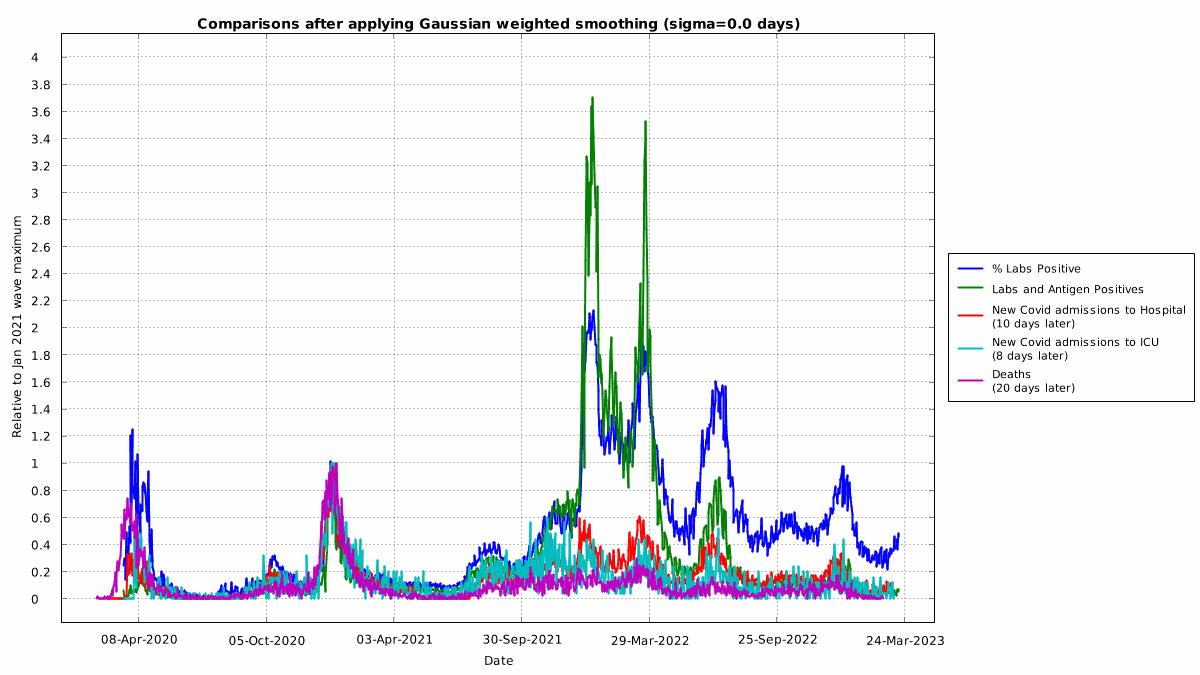 Comparisons after applying Gaussian weighted smoothing (sigma=0.0 days)
Relative to Jan 2021 wave maximum
4
3.8
3.6
3.4
3.2
3
2.8
2.6
2.4
2.2
2
1.8
1.6
1.4
1.2
1
0.8
0.6
0.4
0.2
0
08-Apr-2020
05-Oct-2020
03-Apr-2021
30-Sep-2021
29-Mar-2022
25-Sep-2022
24-Mar-2023
Date
% Labs Positive
Labs and Antigen Positives
New Covid admissions to Hospital
(10 days later)
New Covid admissions to ICU
(8 days later)
Deaths
(20 days later)